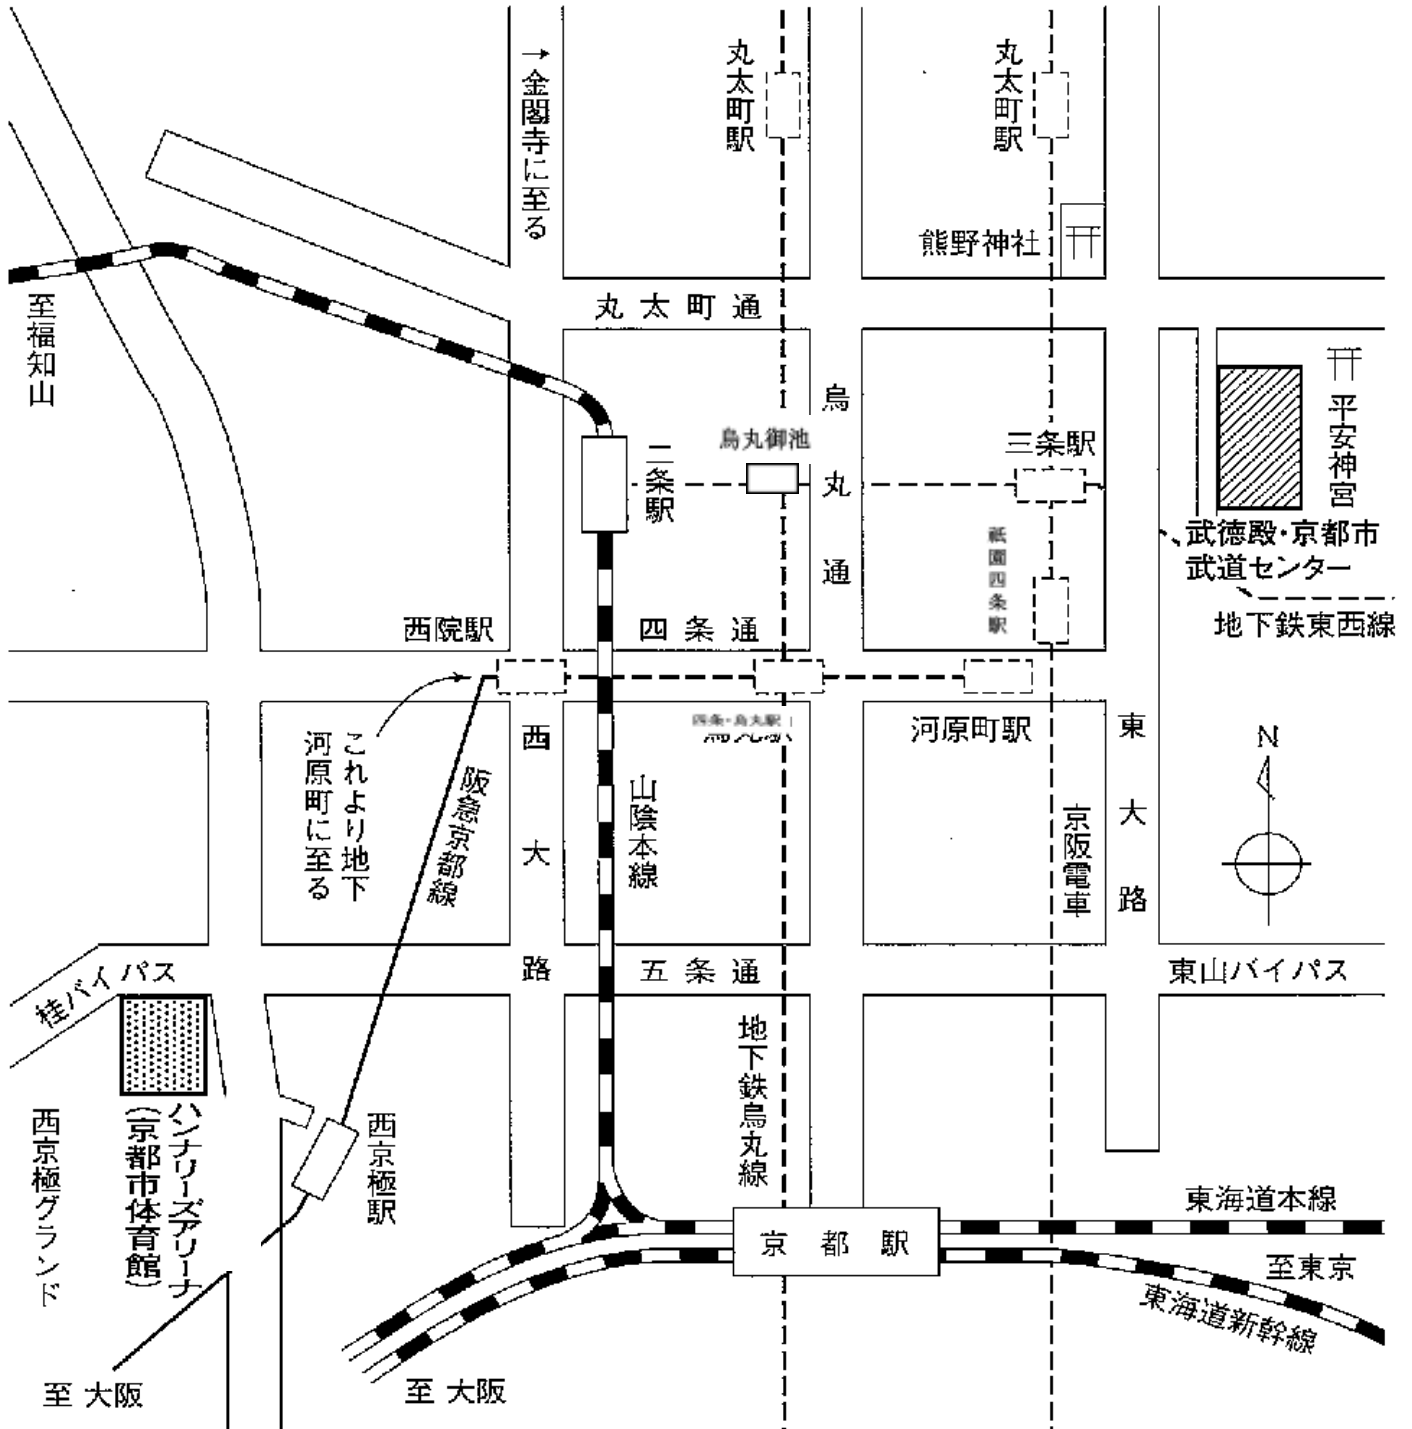 →金閣寺に至る
丸太町駅
丸太町駅
熊野神社
至福知山
丸太町通
烏丸通
烏丸御池
二条駅
三条駅
平安神宮
武徳殿・京都市
武道センター
地下鉄東西線
祇園四条駅
西院駅
四条通
四条・烏丸駅
河原町駅
これより地下
河原町に至る
阪急京都線
西大路
山陰本線
東大路
京阪電車
N
桂バイパス
五条通
東山バイパス
地下鉄烏丸線
西京極グランド
ハンナリーズアリーナ
(京都市体育館)
西京極駅
京都駅
東海道本線
至東京
東海道新幹線
至大阪
至大阪